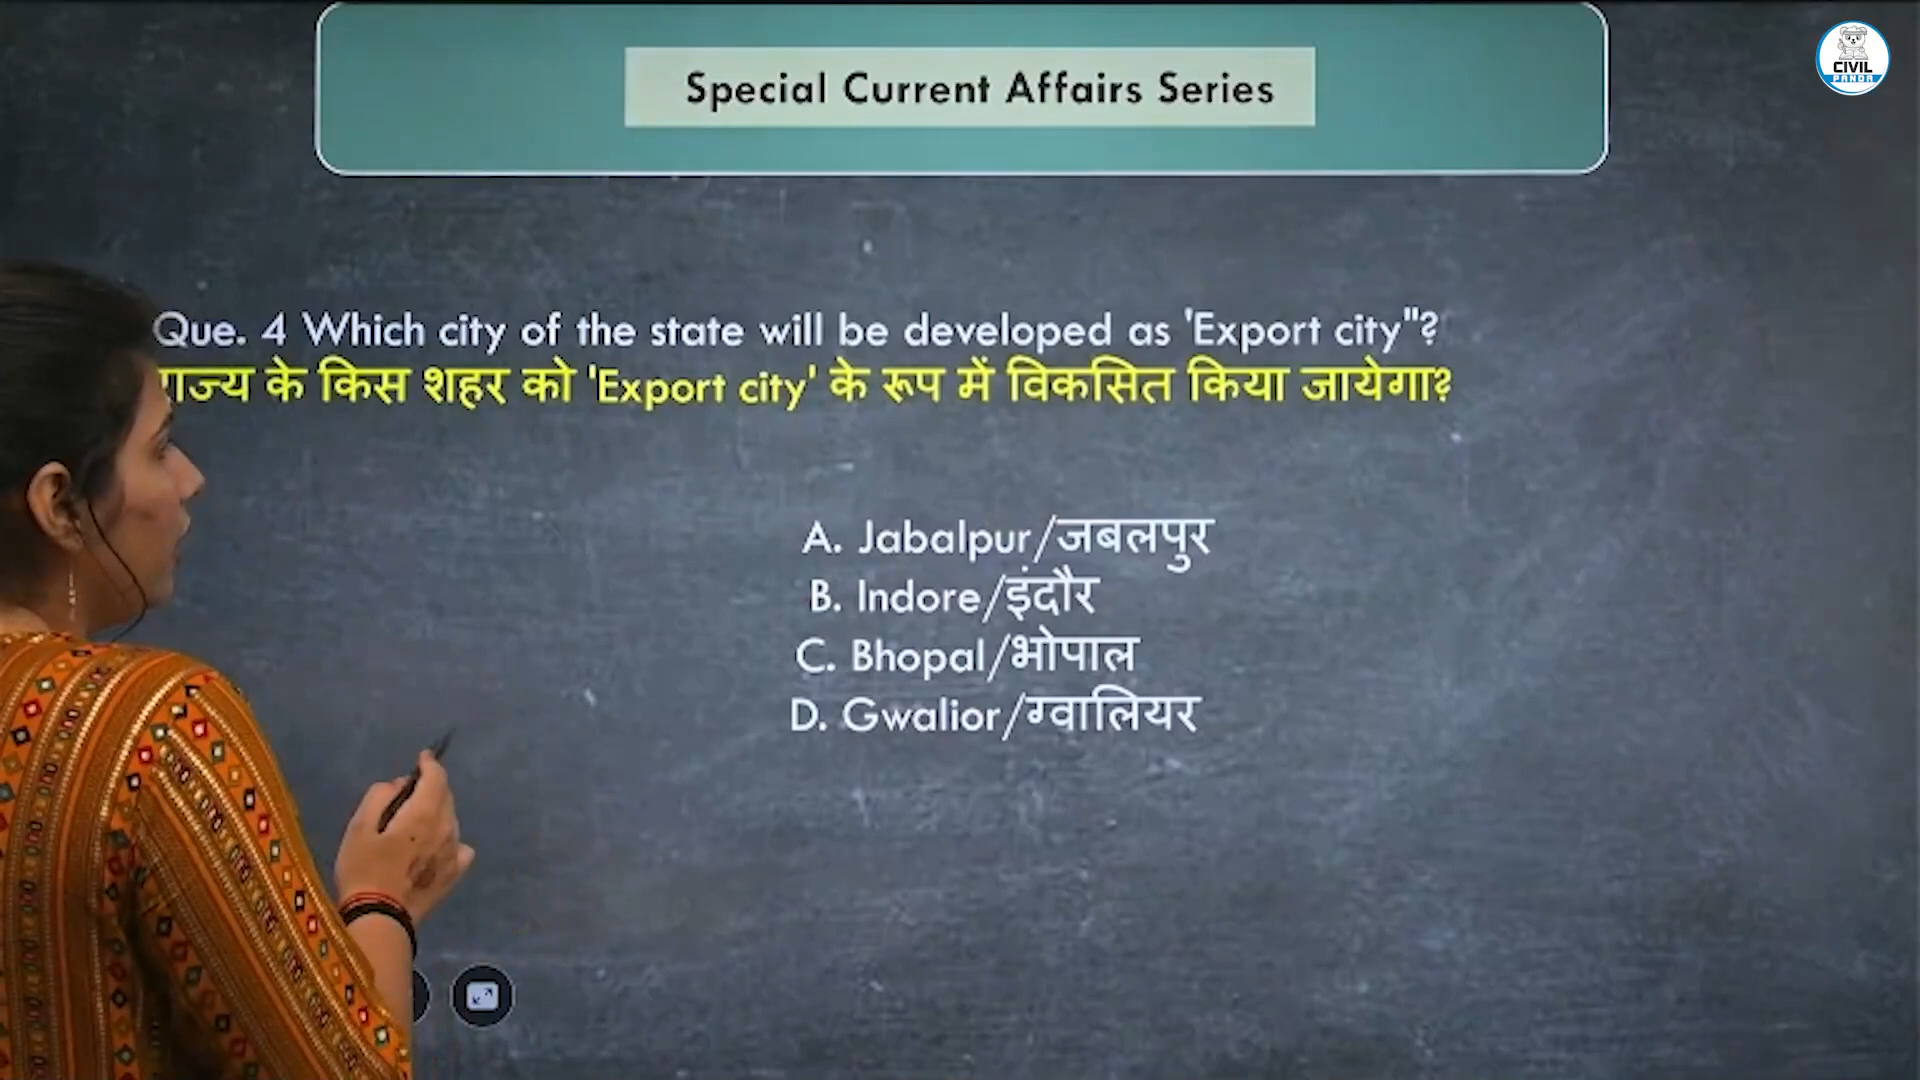 Special Current Affairs Series
CIVIL
PANDA
Que. 4 Which city of the state will be developed as 'Export city"?
राज्य के किस शहर को 'Export city' के रूप में विकसित किया जायेगा?
A. Jabalpur/जबलपुर
B. Indore/इंदौर
C. Bhopal/भोपाल
D. Gwalior/ग्वालियर